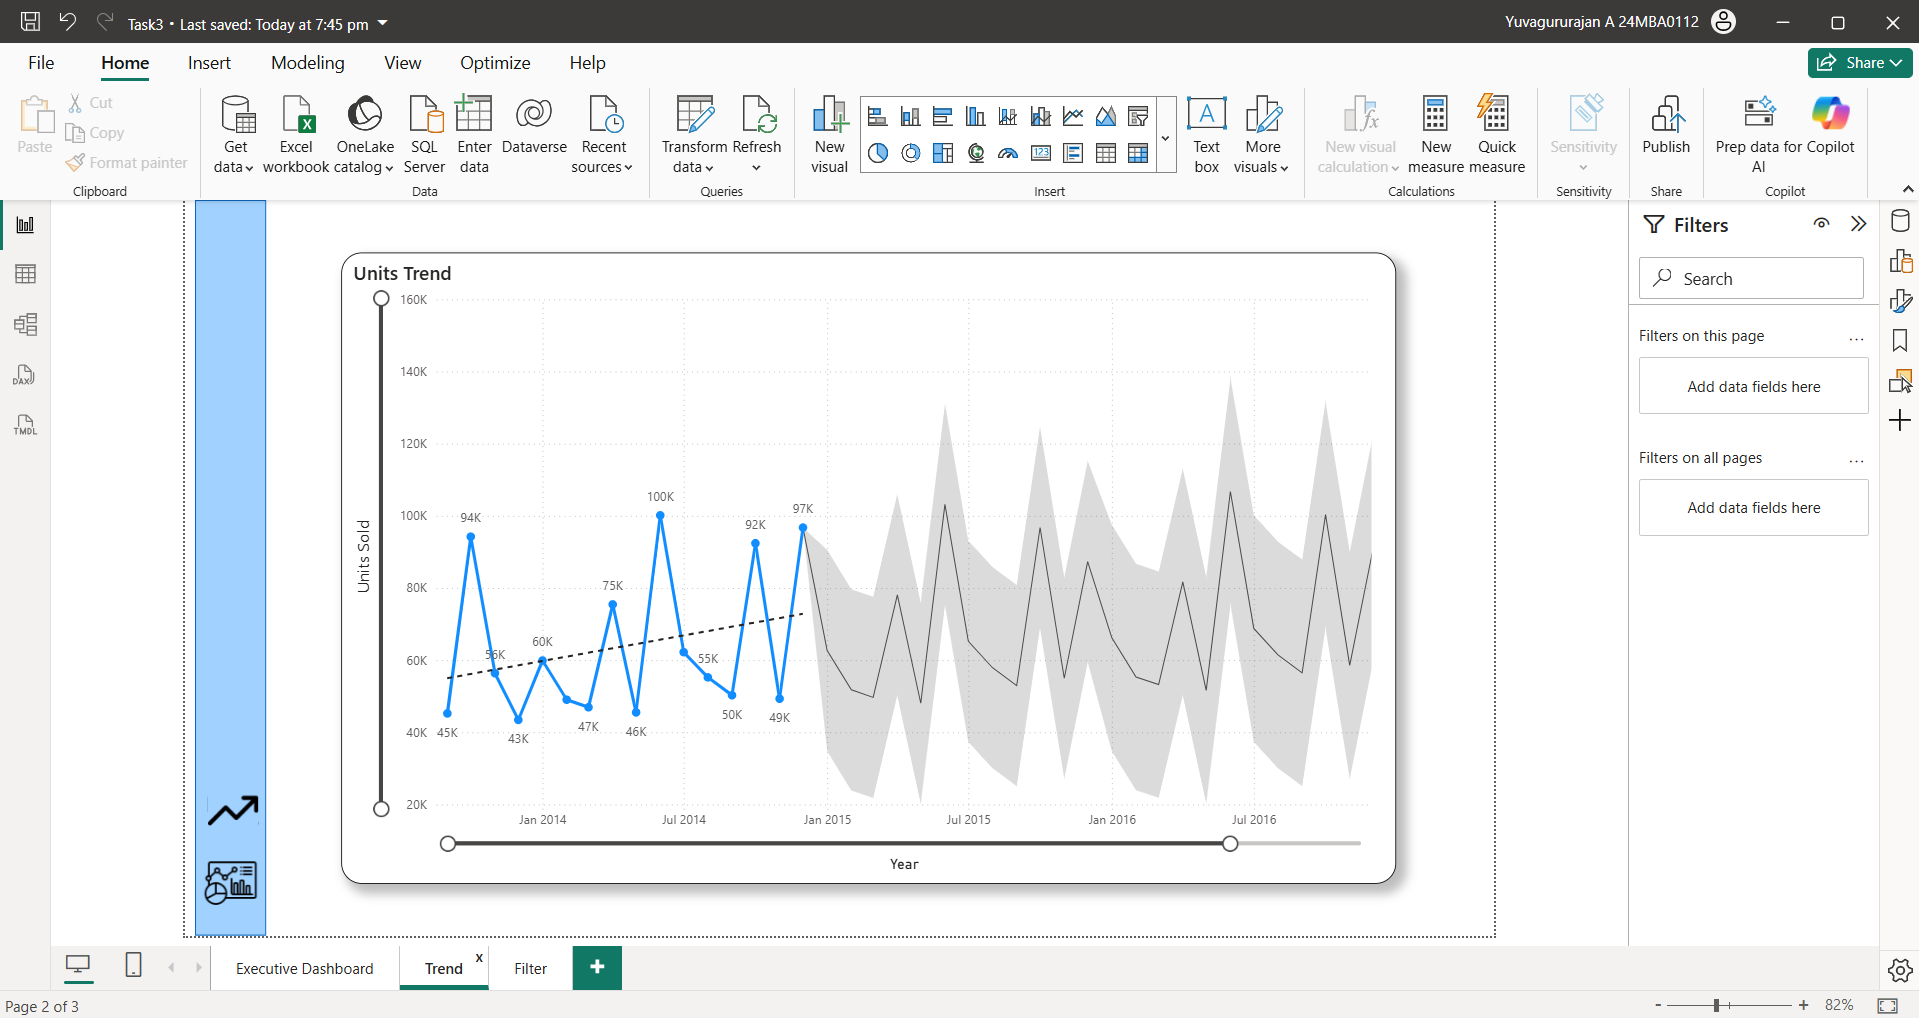 Task3 • Last saved: Today at 7:45 pm
Yuvagururajan A 24MBA0112
File Home Insert Modeling View Optimize Help
Share
Paste
Cut
Copy
Format painter
Clipboard
Get data
Excel workbook
OneLake catalog
SQL Server
Enter data
Dataverse
Recent sources
Data
Transform data
Refresh
Queries
New visual
123
A
Text box
More visuals
Insert
New visual calculation
New measure
Quick measure
Calculations
Sensitivity
Sensitivity
Publish
Share
Prep data for AI
Copilot
Copilot
DAX
TMDL
Units Trend
160K
140K
120K
100K
80K
60K
40K
20K
Units Sold
45K
94K
56K
43K
60K
47K
75K
46K
100K
55K
50K
92K
49K
97K
Jan 2014 Jul 2014 Jan 2015 Jul 2015 Jan 2016 Jul 2016
Year
Filters
Search
Filters on this page ...
Add data fields here
Filters on all pages ...
Add data fields here
Executive Dashboard Trend x Filter +
Page 2 of 3
- + 82%